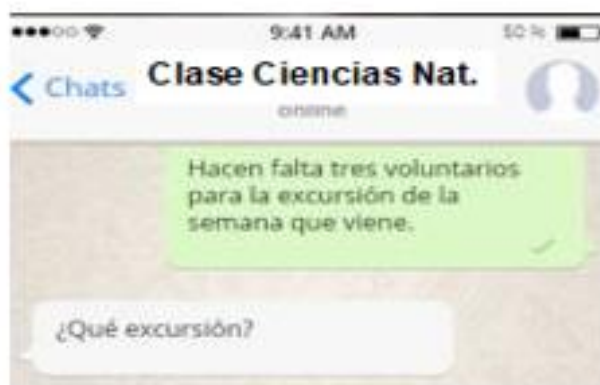 9:41 AM
50 %
Chats
Clase Ciencias Nat.
online
Hacen falta tres voluntarios
para la excursión de la
semana que viene.
¿Qué excursión?